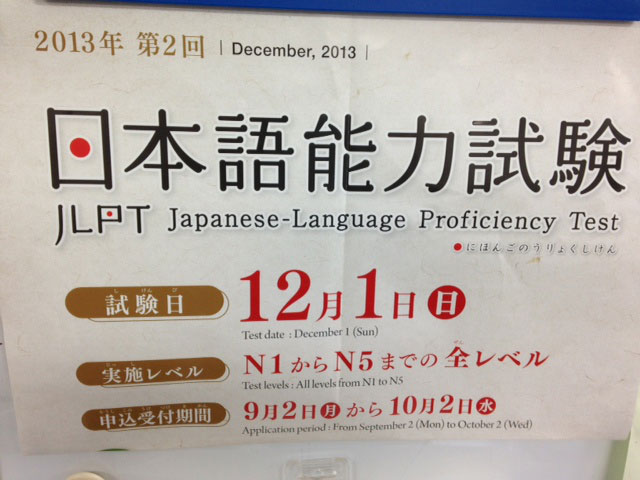 2013年 第2回 | December, 2013 |
日本語能力試験
JLPT Japanese-Language Proficiency Test
●にほんごのうりょくしけん
試験日 12月1日㊐
Test date : December 1 (Sun)
実施レベル N1からN5までの全レベル
Test levels : All levels from N1 to N5
申込受付期間 9月2日㊊から10月2日㊌
Application period : From September 2 (Mon) to October 2 (Wed)